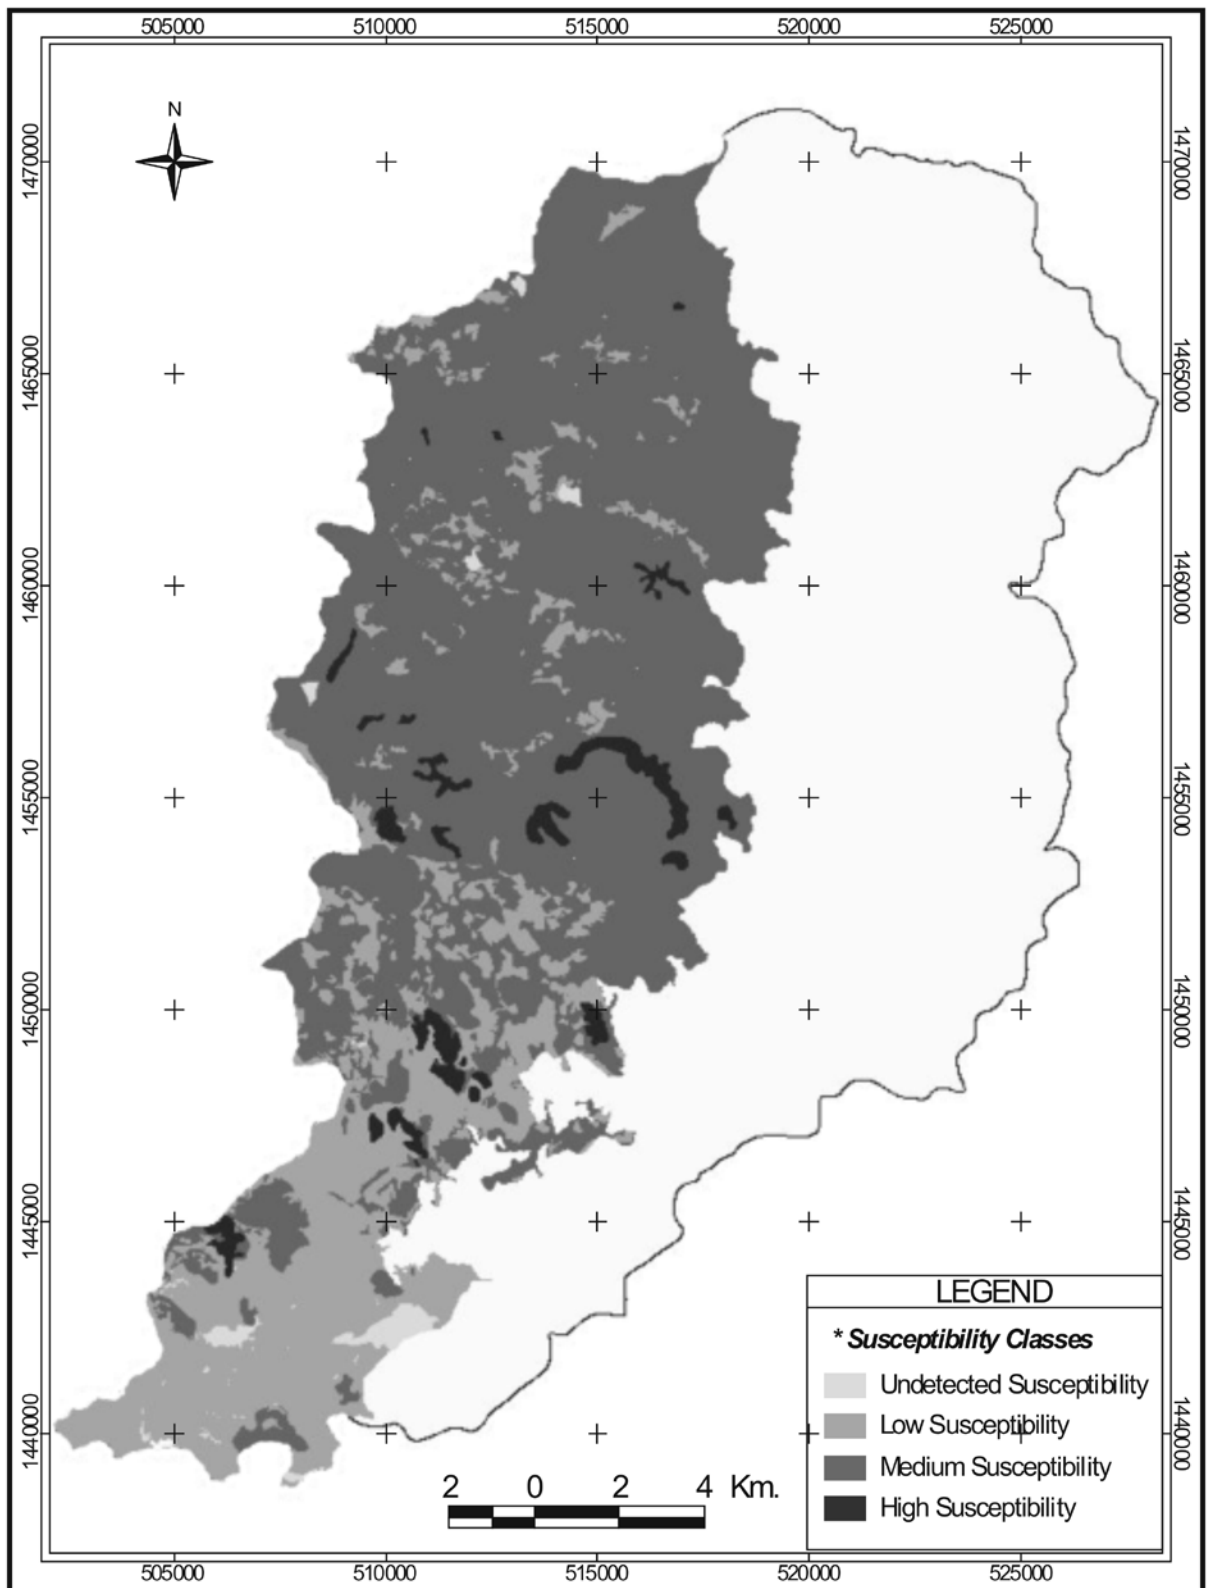 505000 510000 515000 520000 525000
N
1470000 1470000
1465000 1465000
1460000 1460000
1455000 1455000
1450000 1450000
1445000 1445000
1440000 1440000
LEGEND
* Susceptibility Classes
Undetected Susceptibility
Low Susceptibility
Medium Susceptibility
High Susceptibility
2 0 2 4 Km.
505000 510000 515000 520000 525000